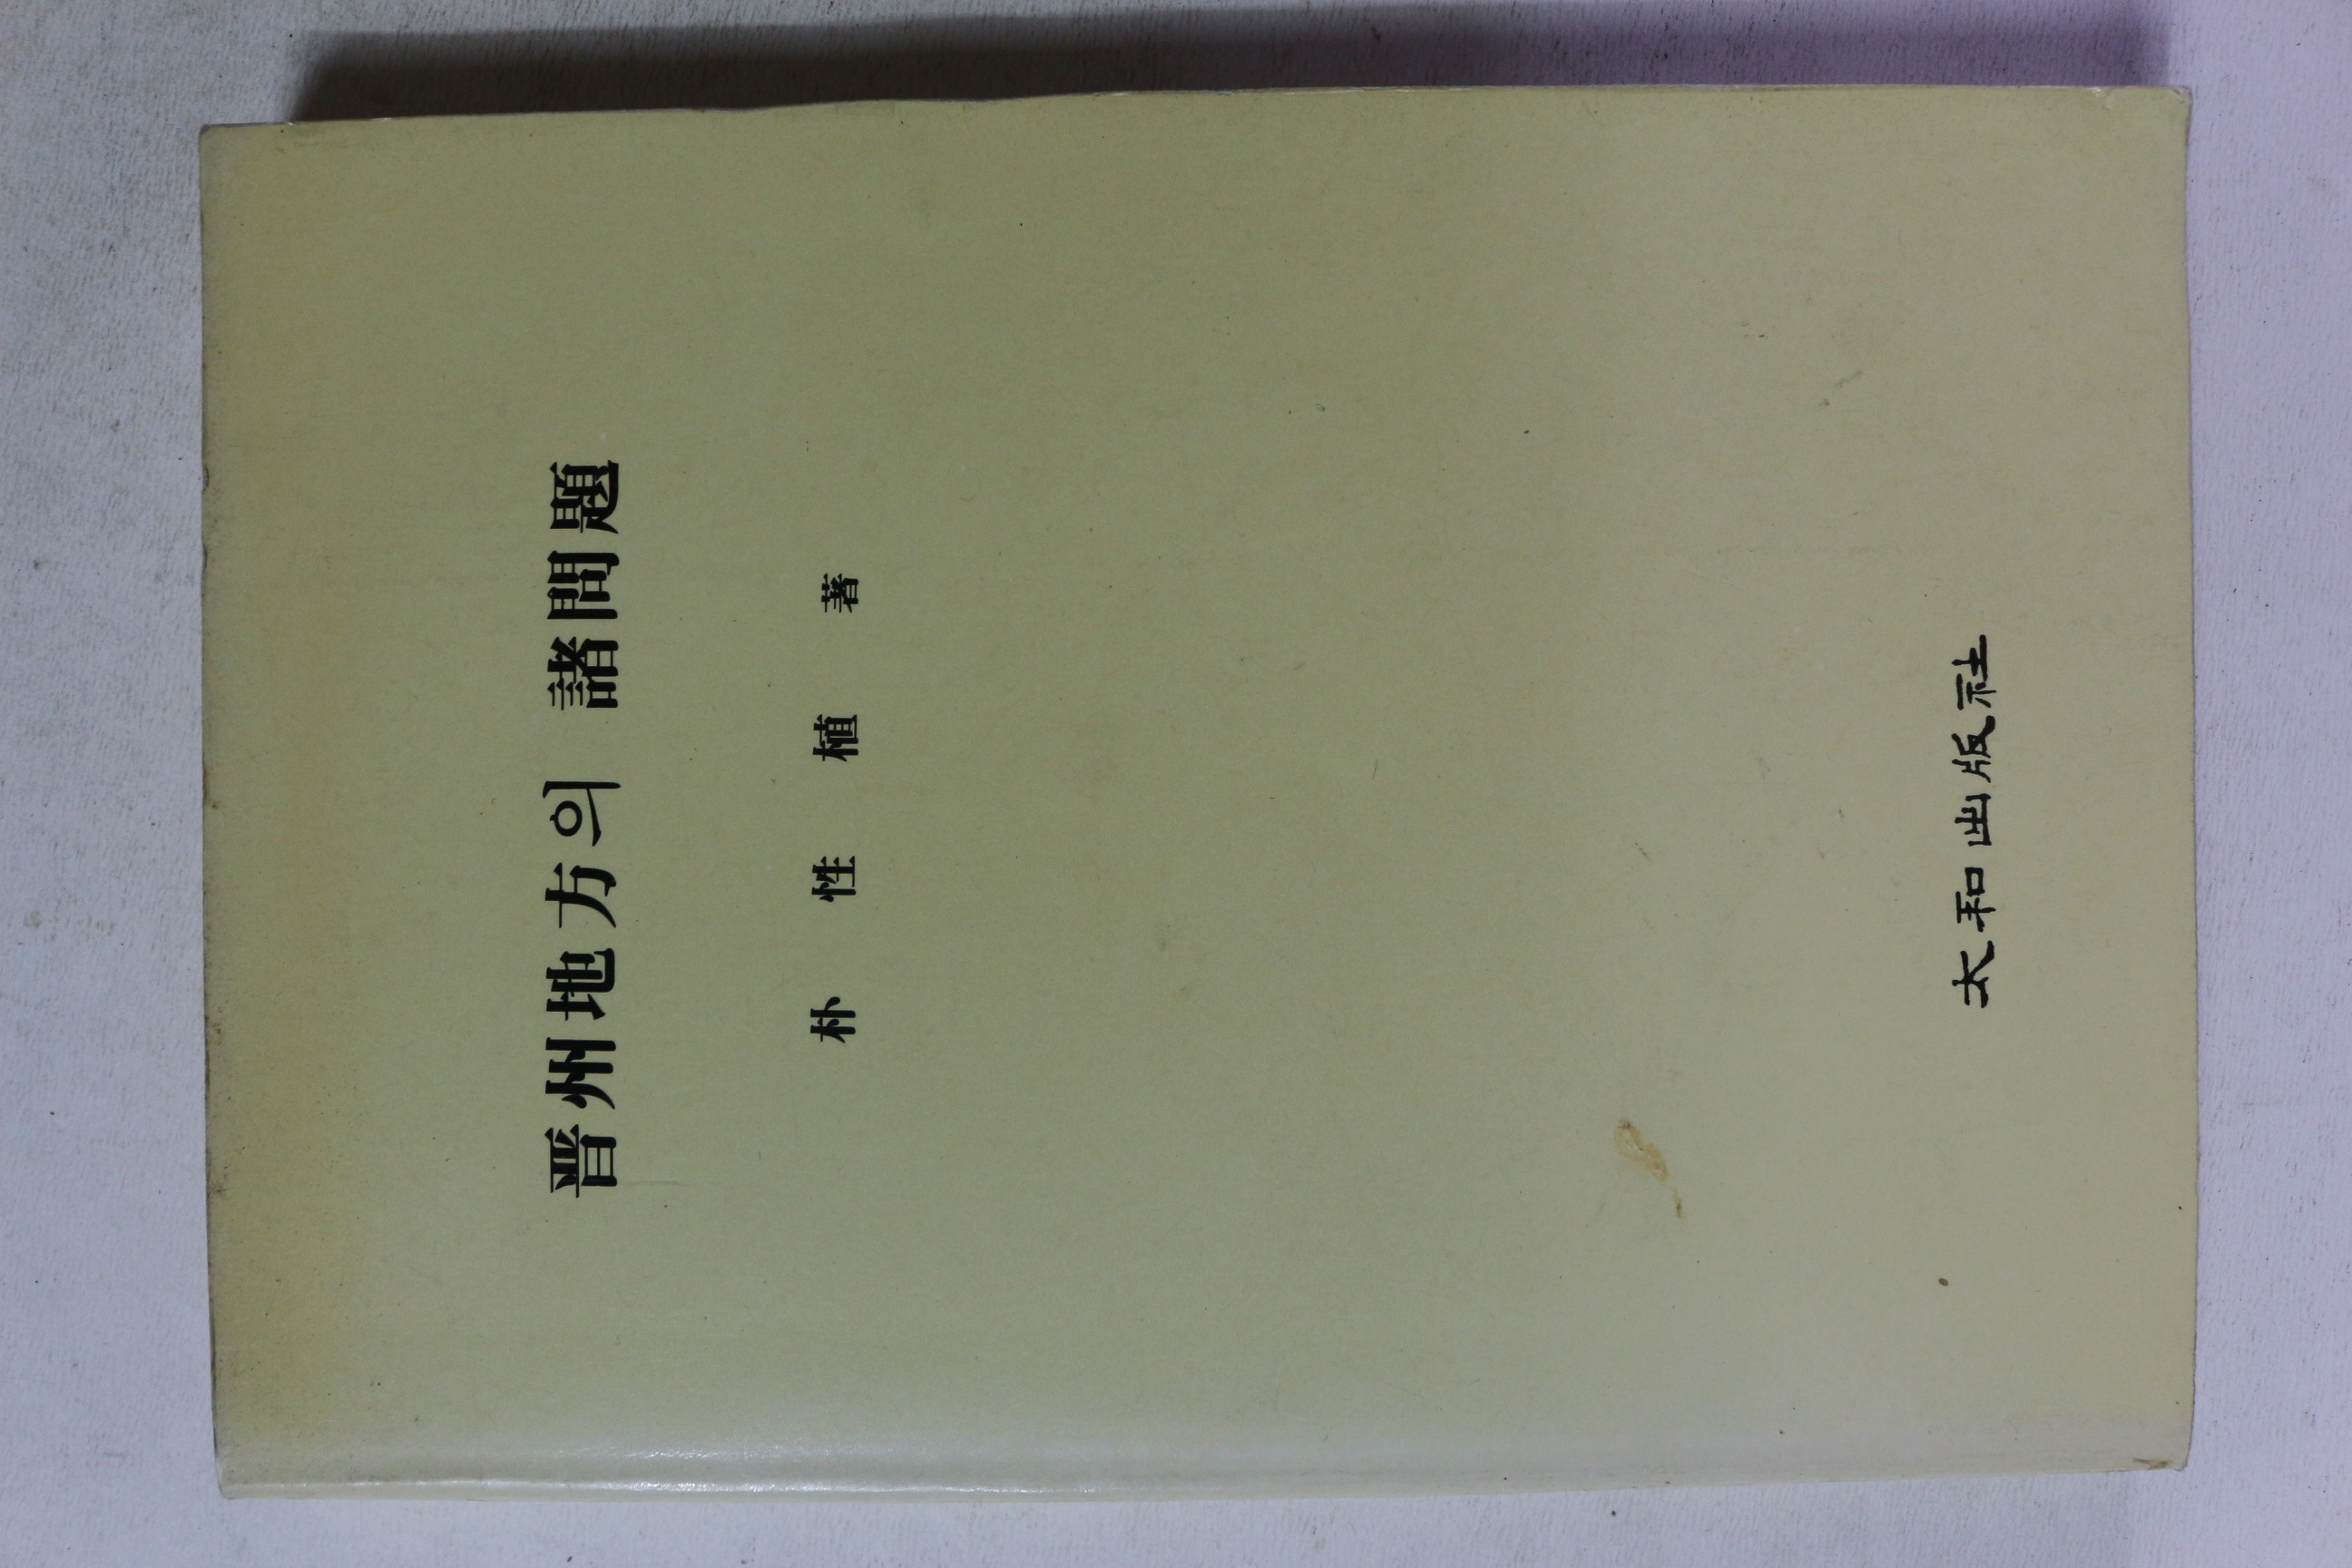 晋州地方의 諸問題
朴性植 著
太和出版社